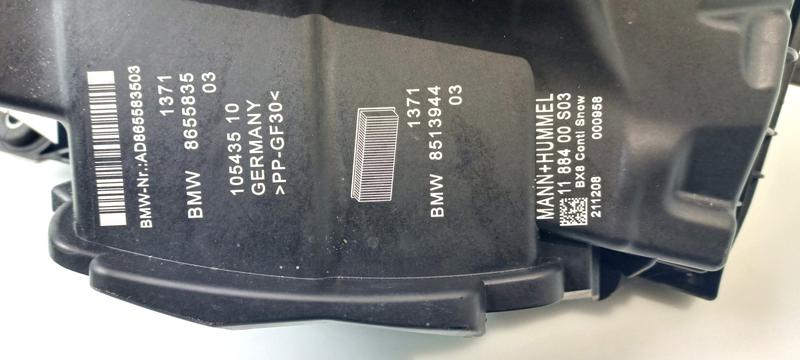 BMW-Nr.:AD865583503
1371
BMW 8655835
03
105435 10
GERMANY
>PP-GF30<
1371
BMW 8513944
03
MANN+HUMMEL
11 884 00 S03
BX8 Conti Snow
211208 000958